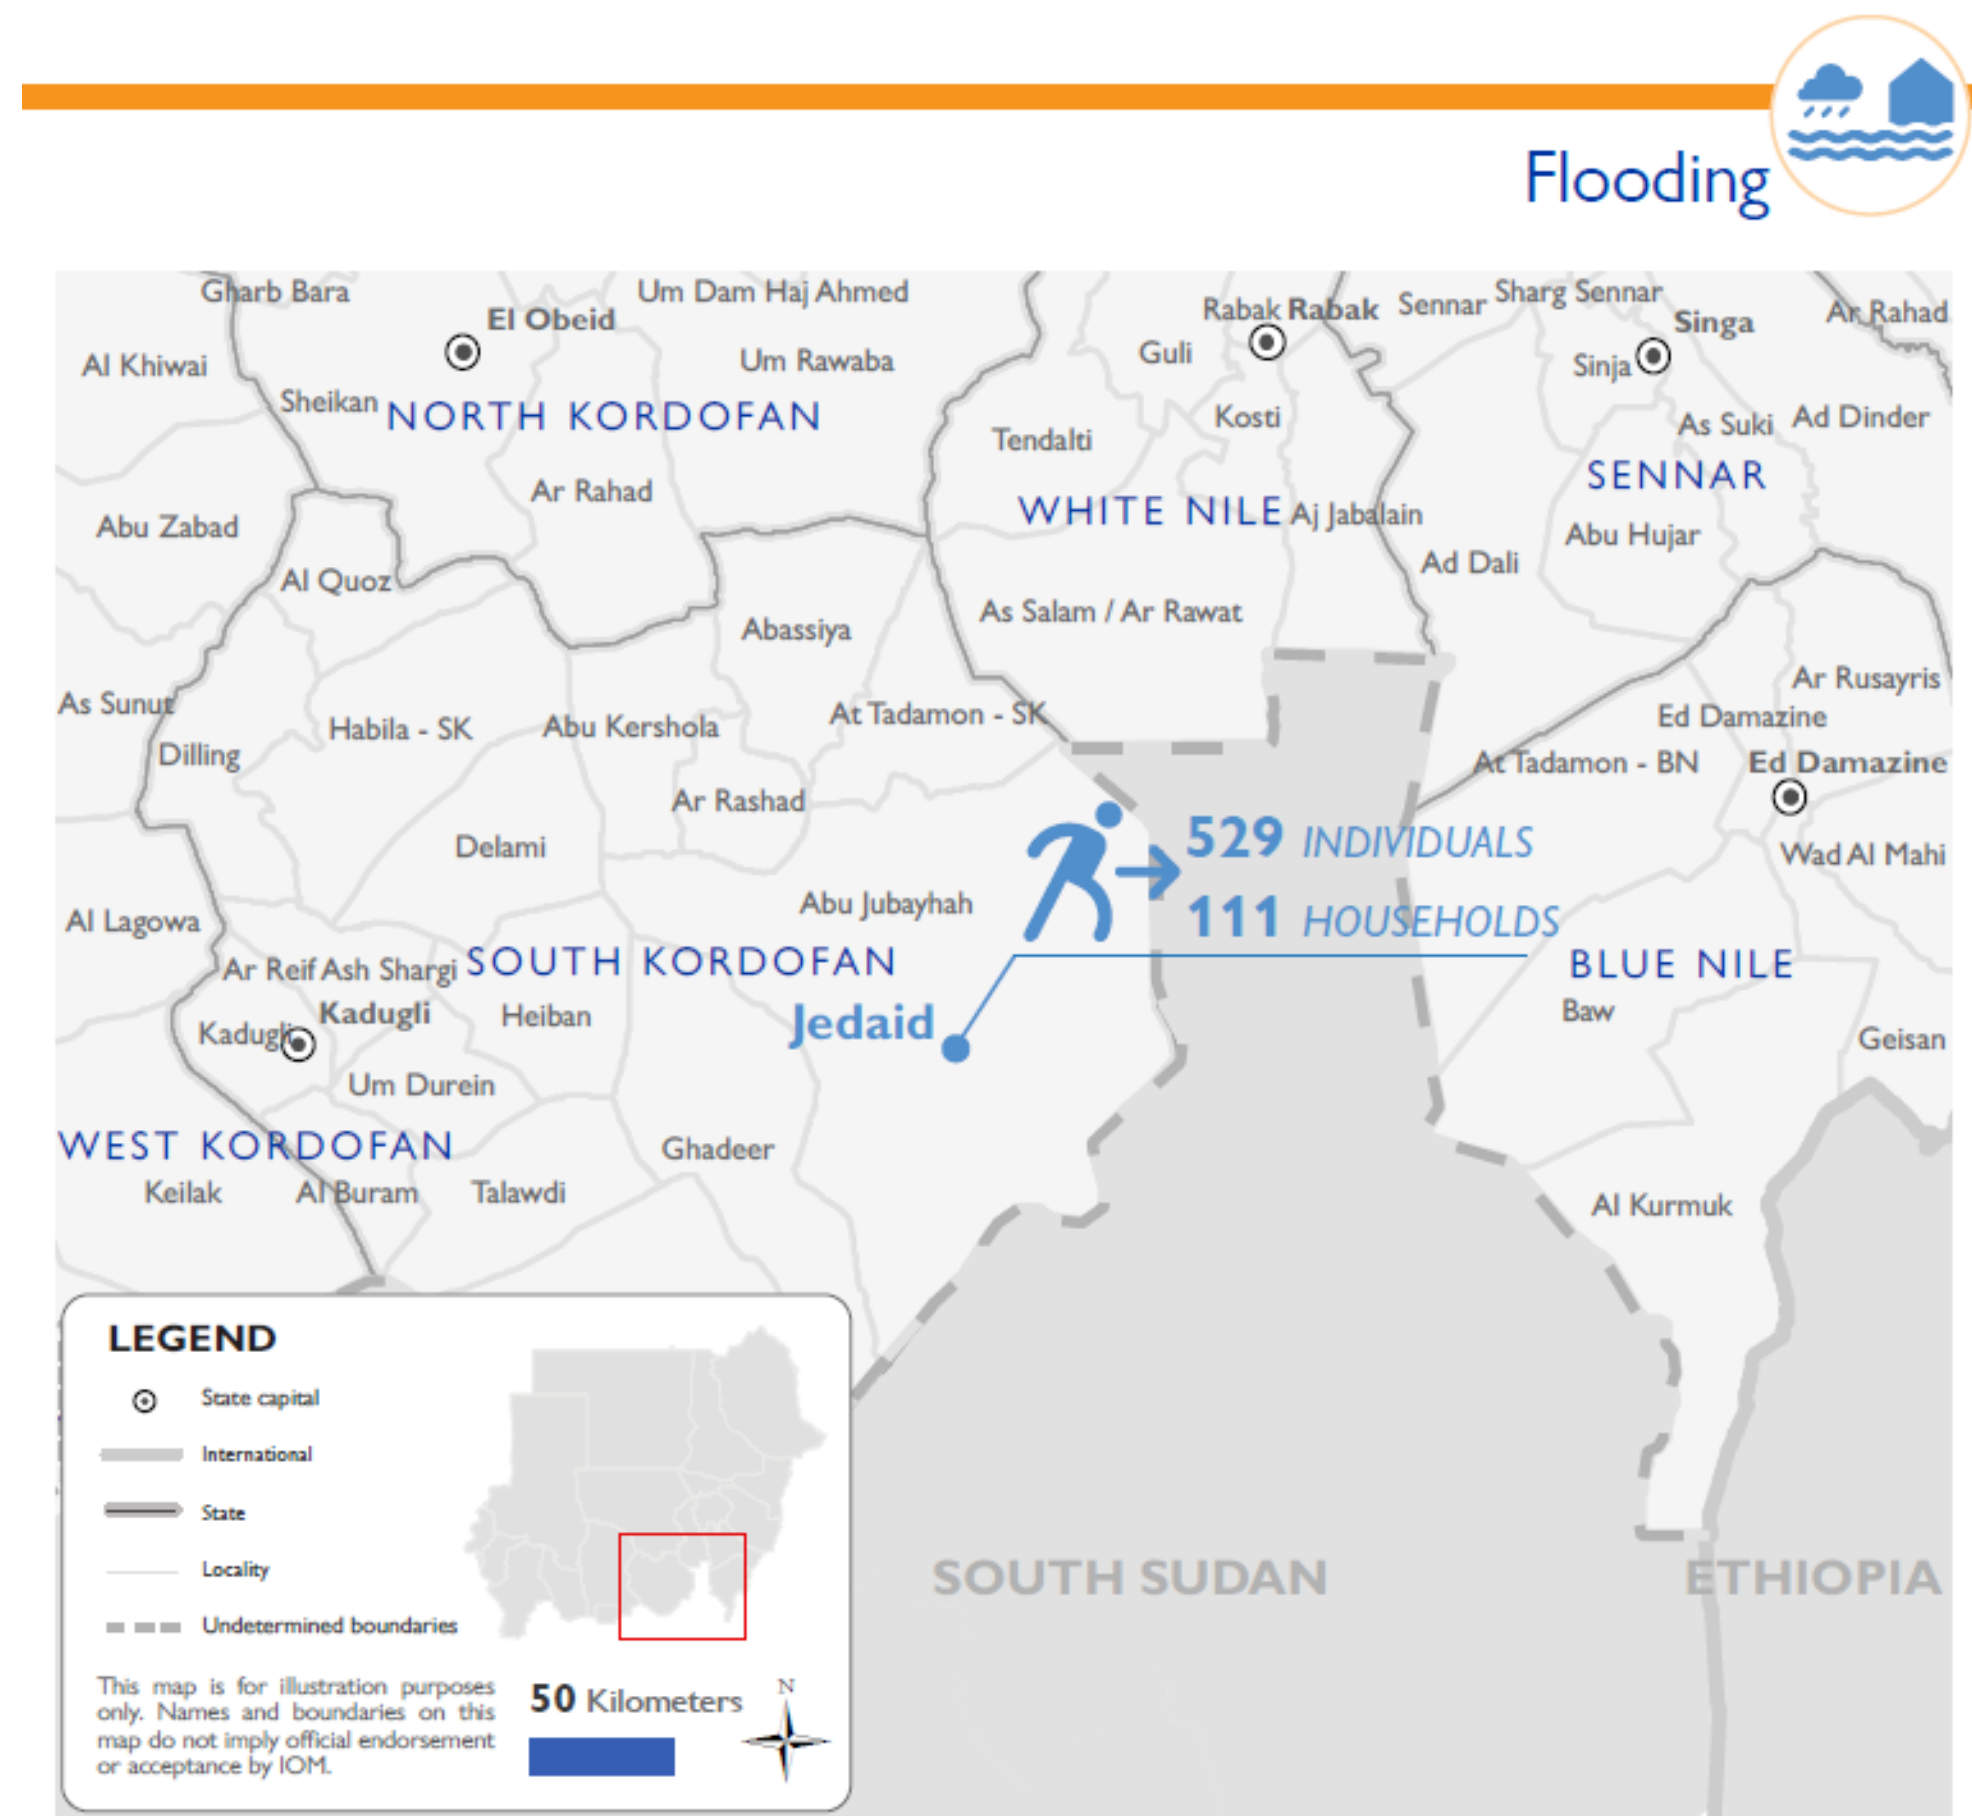 Flooding
Gharb Bara
Um Dam Haj Ahmed
El Obeid
Rabak Rabak
Sennar
Sharg Sennar
Singa
Ar Rahad
Al Khiwai
Um Rawaba
Guli
Sinja
Sheikan
NORTH KORDOFAN
Kosti
As Suki
Ad Dinder
Tendalti
SENNAR
Ar Rahad
WHITE NILE
Aj Jabalain
Abu Zabad
Abu Hujar
Al Quoz
Ad Dali
Abassiya
As Salam / Ar Rawat
Ar Rusayris
As Sunut
Habila - SK
Abu Kershola
At Tadamon - SK
Ed Damazine
Dilling
At Tadamon - BN
Ed Damazine
Ar Rashad
529 INDIVIDUALS
Delami
Wad Al Mahi
Abu Jubayhah
111 HOUSEHOLDS
Al Lagowa
Ar Reif Ash Shargi
SOUTH KORDOFAN
BLUE NILE
Kadugli
Heiban
Jedaid
Baw
Kadugli
Geisan
Um Durein
WEST KORDOFAN
Ghadeer
Keilak
Al Buram
Talawdi
Al Kurmuk
LEGEND
State capital
International
State
Locality
Undetermined boundaries
SOUTH SUDAN
ETHIOPIA
This map is for illustration purposes
only. Names and boundaries on this
map do not imply official endorsement
or acceptance by IOM.
50 Kilometers
N